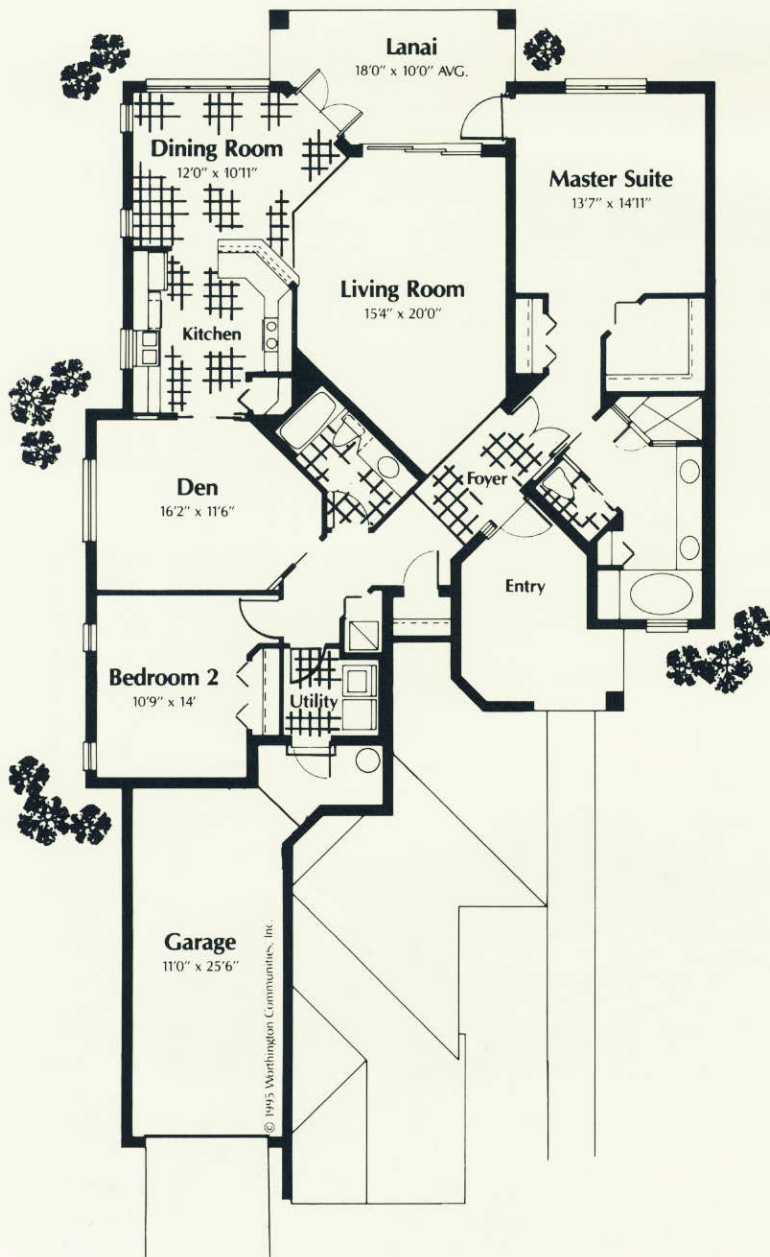 Lanai
18'0" x 10'0" AVG.
Dining Room
12'0" x 10'11"
Master Suite
13'7" x 14'11"
Living Room
15'4" x 20'0"
Kitchen
Den
16'2" x 11'6"
Foyer
Entry
Bedroom 2
10'9" x 14'
Utility
Garage
11'0" x 25'6"
© 1995 Worthington Communities, Inc.